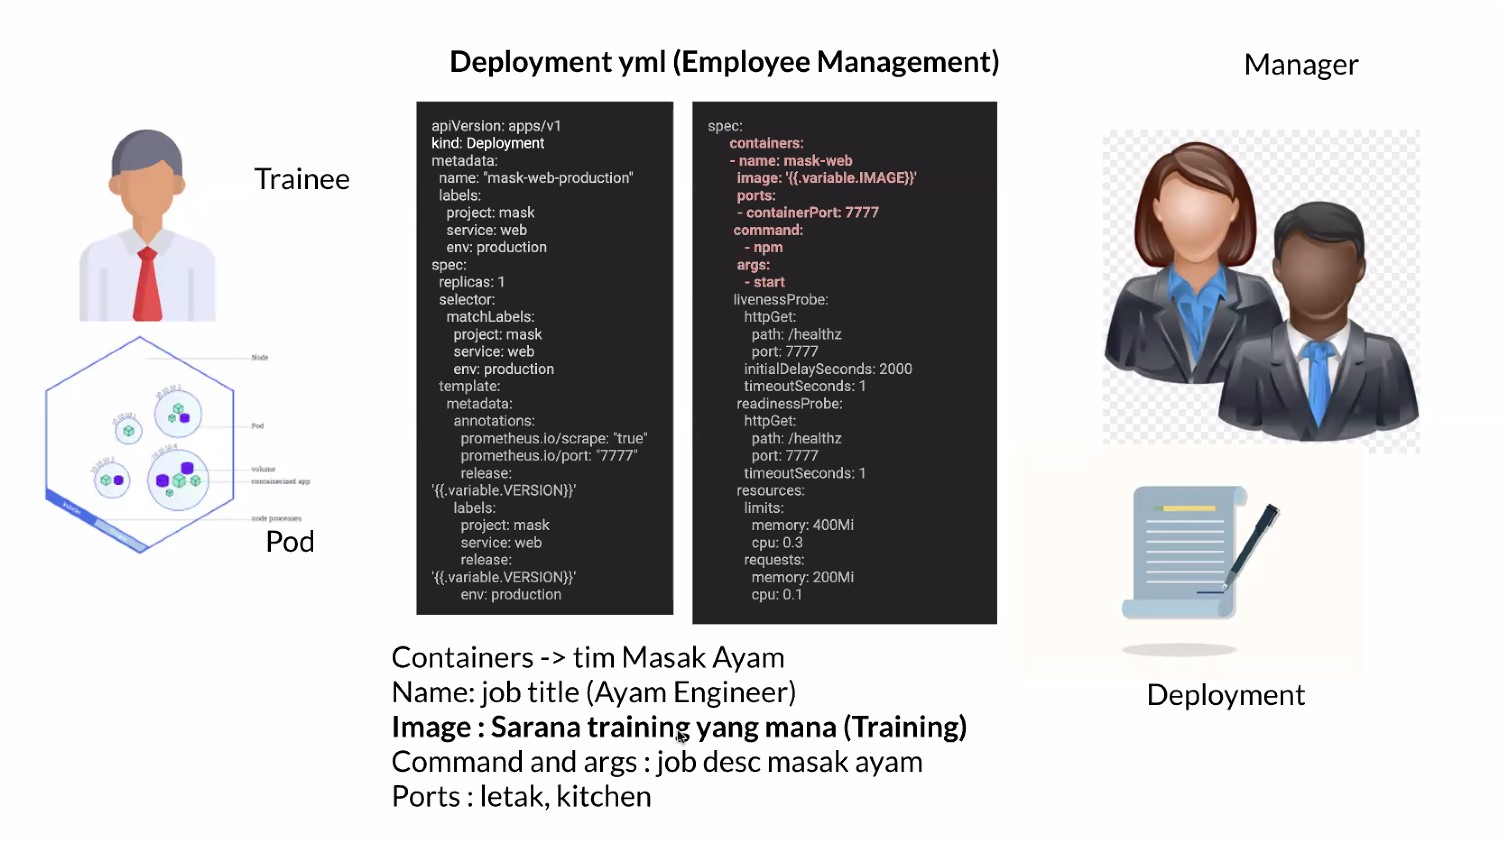 Deployment yml (Employee Management)
Manager
Trainee
apiVersion: apps/v1
kind: Deployment
metadata:
name: "mask-web-production"
labels:
project: mask
service: web
env: production
spec:
replicas: 1
selector:
matchLabels:
project: mask
service: web
env: production
template:
metadata:
annotations:
prometheus.io/scrape: "true"
prometheus.io/port: "7777"
release:
'{{.variable.VERSION}}'
labels:
project: mask
service: web
release:
'{{.variable.VERSION}}'
env: production
spec:
containers:
- name: mask-web
image: '{{.variable.IMAGE}}'
ports:
- containerPort: 7777
command:
- npm
args:
- start
livenessProbe:
httpGet:
path: /healthz
port: 7777
initialDelaySeconds: 2000
timeoutSeconds: 1
readinessProbe:
httpGet:
path: /healthz
port: 7777
timeoutSeconds: 1
resources:
limits:
memory: 400Mi
cpu: 0.3
requests:
memory: 200Mi
cpu: 0.1
Node
Pod
volume
containerized app
node processes
Pod
Containers -> tim Masak Ayam
Name: job title (Ayam Engineer)
Image : Sarana training yang mana (Training)
Command and args : job desc masak ayam
Ports : letak, kitchen
Deployment